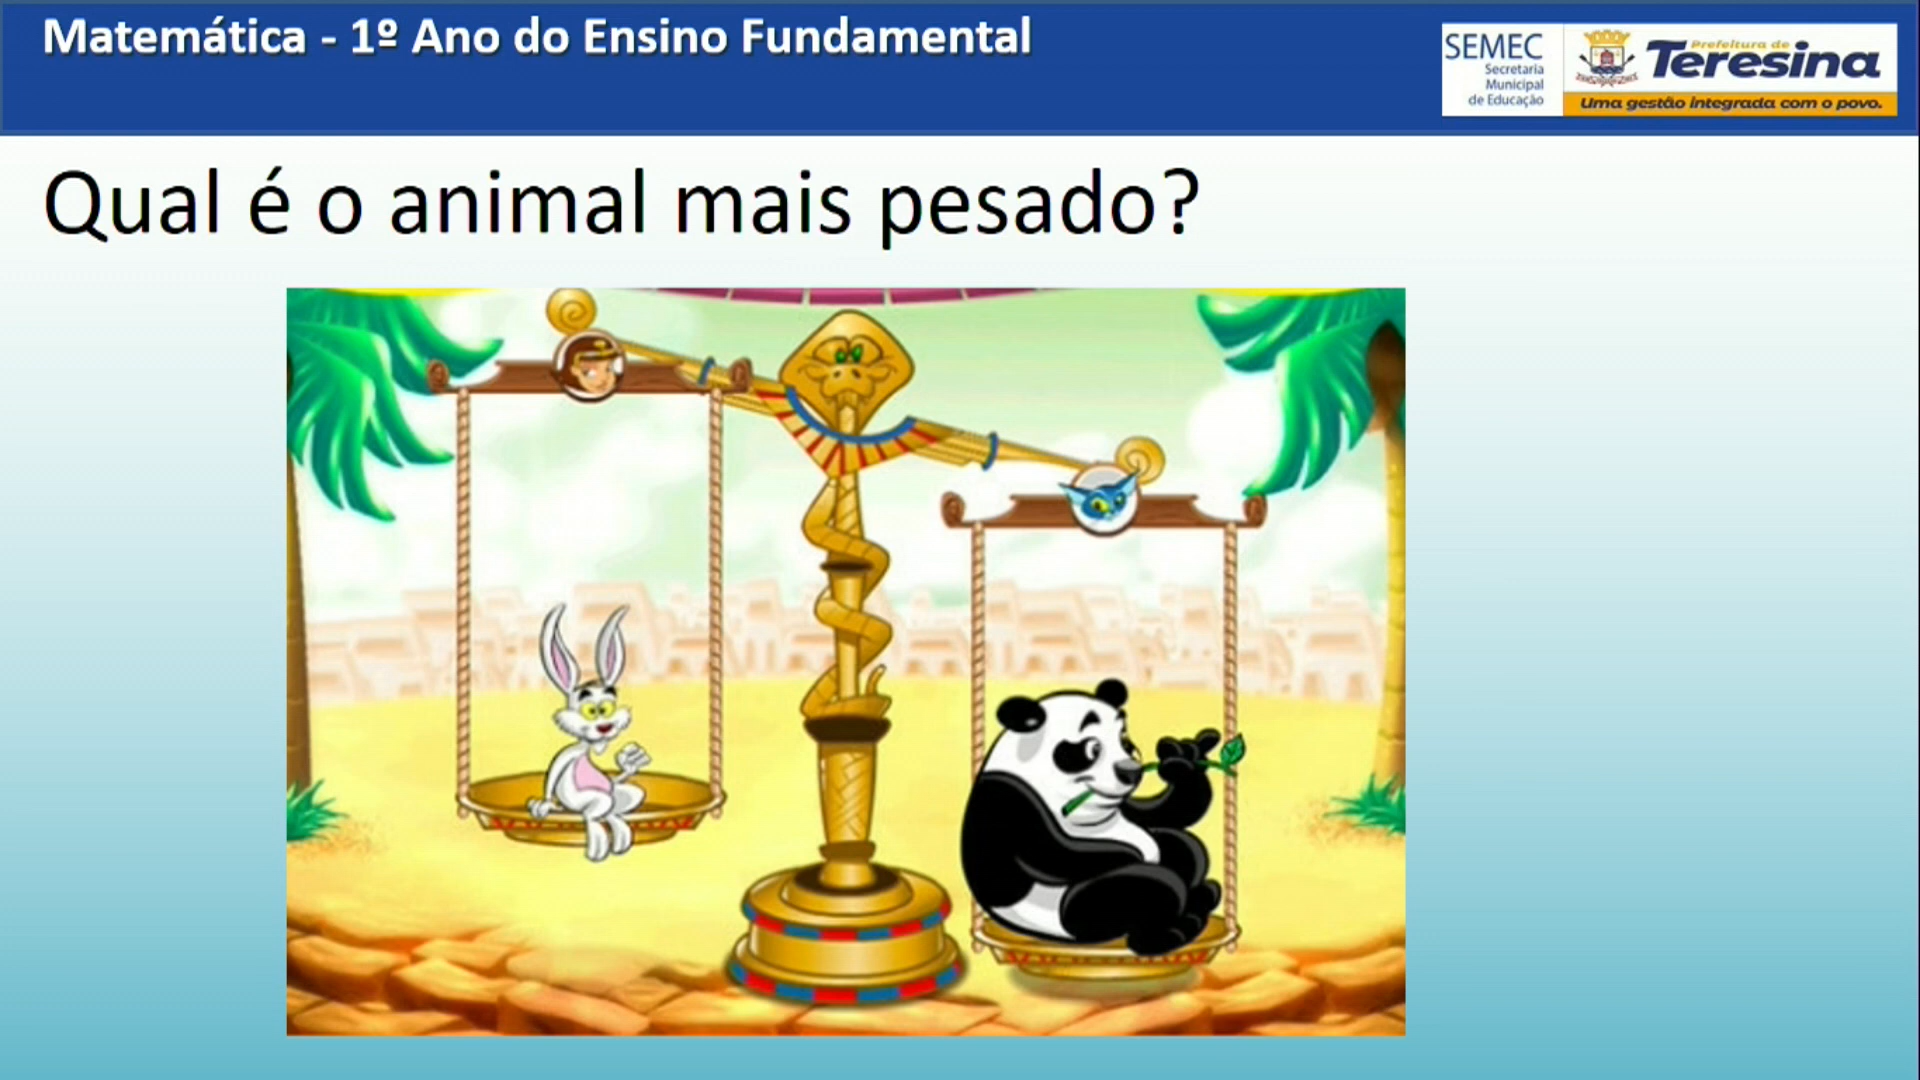 Matemática - 1º Ano do Ensino Fundamental
SEMEC
Secretaria
Municipal
de Educação
Prefeitura de
Teresina
Uma gestão integrada com o povo.
Qual é o animal mais pesado?